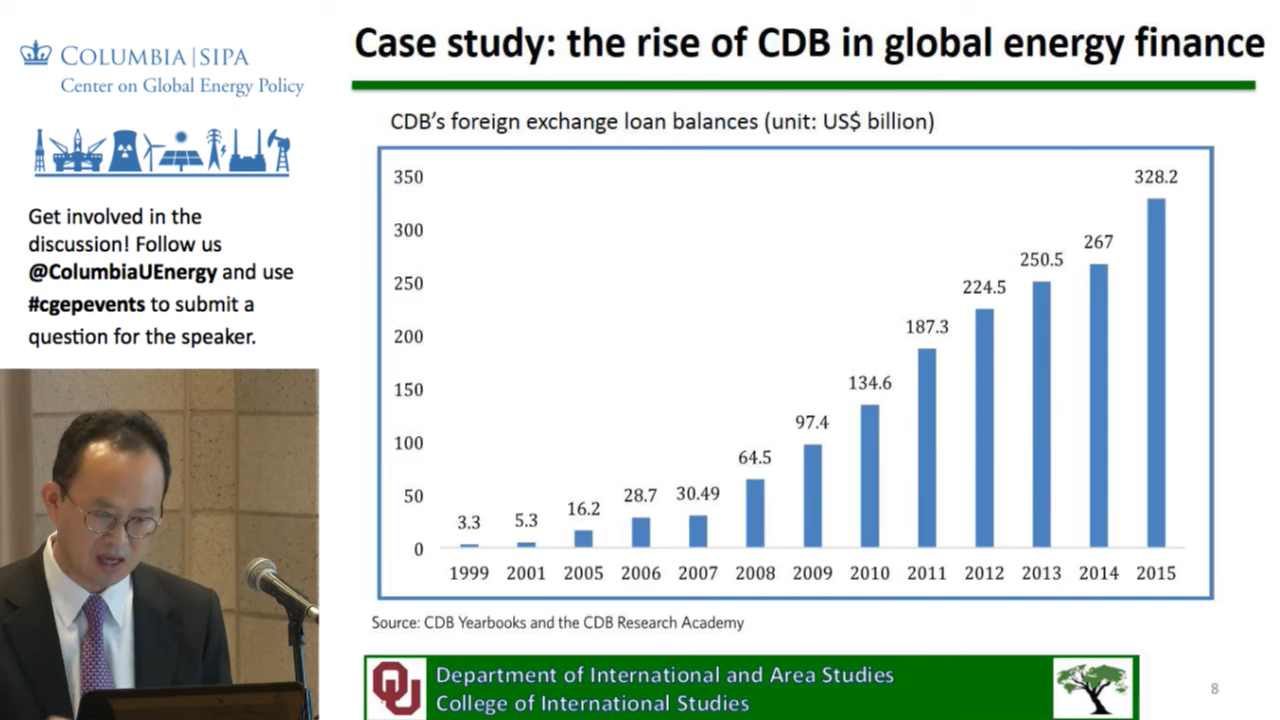 COLUMBIA | SIPA
Center on Global Energy Policy
Get involved in the
discussion! Follow us
@ColumbiaUEnergy and use
#cgepevents to submit a
question for the speaker.
Case study: the rise of CDB in global energy finance
CDB's foreign exchange loan balances (unit: US$ billion)
350
300
250
200
150
100
50
0
3.3
5.3
16.2
28.7
30.49
64.5
97.4
134.6
187.3
224.5
250.5
267
328.2
1999 2001 2005 2006 2007 2008 2009 2010 2011 2012 2013 2014 2015
Source: CDB Yearbooks and the CDB Research Academy
OU
Department of International and Area Studies
College of International Studies
8